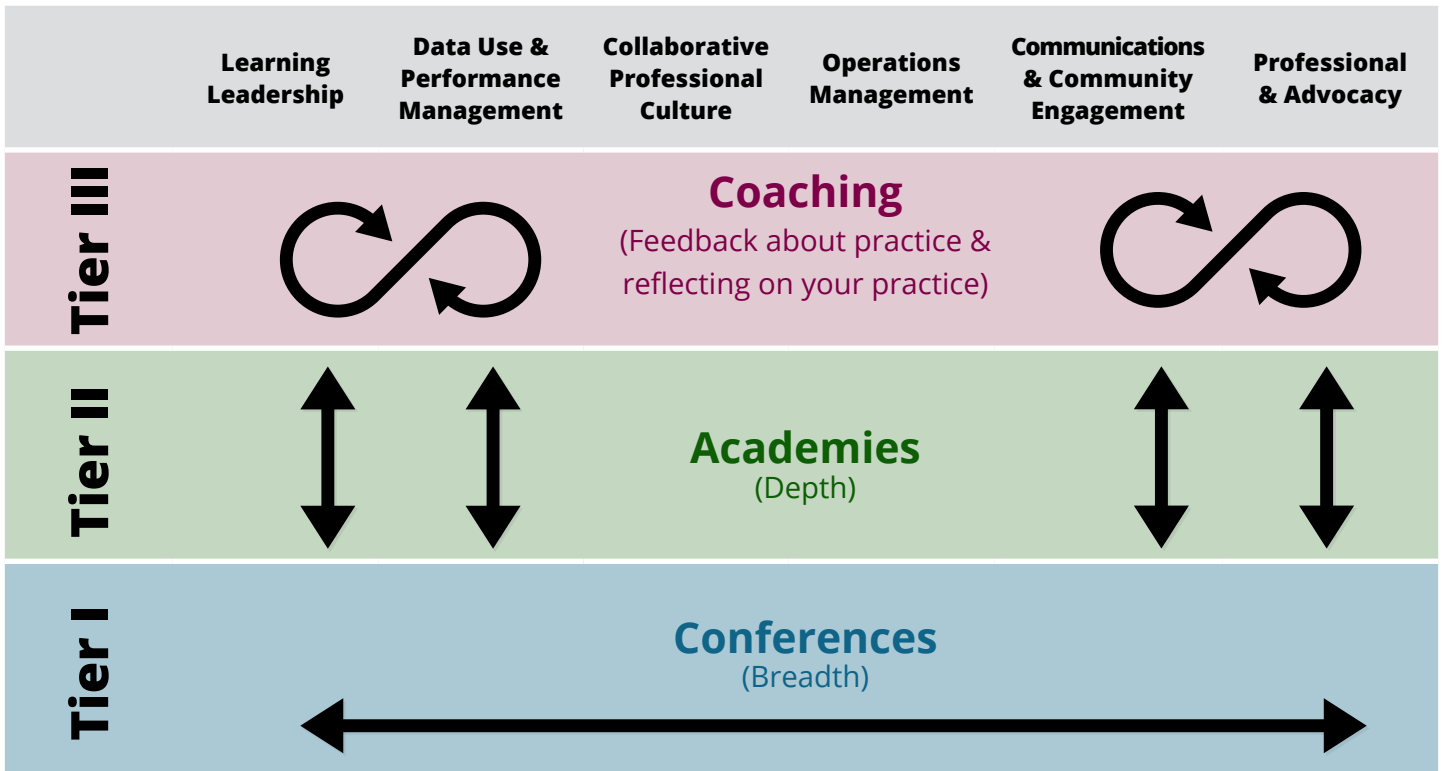 Learning
Leadership
Data Use &
Performance
Management
Collaborative
Professional
Culture
Operations
Management
Communications
& Community
Engagement
Professional
& Advocacy
Tier III
Coaching
(Feedback about practice &
reflecting on your practice)
Tier II
Academies
(Depth)
Tier I
Conferences
(Breadth)